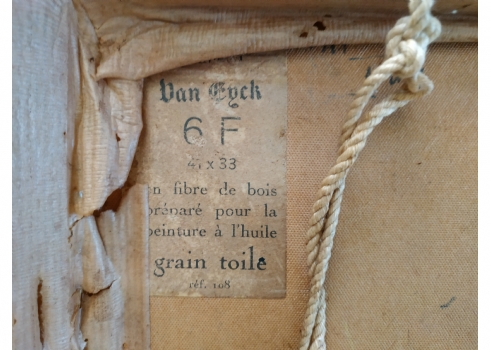 Van Eyck
6 F
41 x 33
en fibre de bois
préparé pour la
peinture à l'huile
grain toile
réf. 108